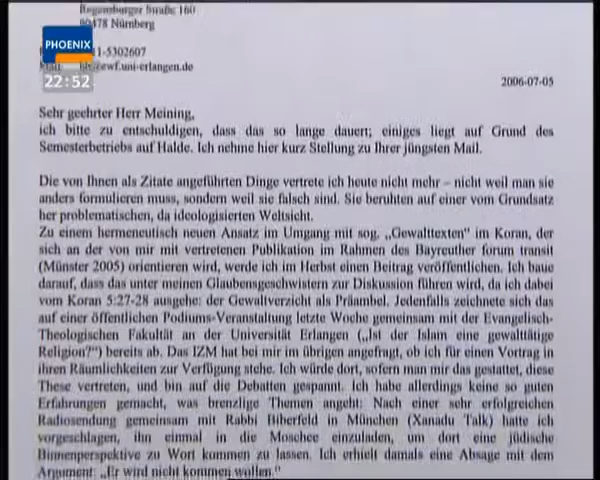 Regensburger Straße 160
90478 Nürnberg
PHOENIX
22:52
1-5302607
@ewf.uni-erlangen.de
2006-07-05
Sehr geehrter Herr Meining,
ich bitte zu entschuldigen, dass das so lange dauert; einiges liegt auf Grund des
Semesterbetriebs auf Halde. Ich nehme hier kurz Stellung zu Ihrer jüngsten Mail.
Die von Ihnen als Zitate angeführten Dinge vertrete ich heute nicht mehr – nicht weil man sie
anders formulieren muss, sondern weil sie falsch sind. Sie beruhten auf einer vom Grundsatz
her problematischen, da ideologisierten Weltsicht.
Zu einem hermeneutisch neuen Ansatz im Umgang mit sog. „Gewalttexten" im Koran, der
sich an der von mir mit vertretenen Publikation im Rahmen des Bayreuther forum transit
(Münster 2005) orientieren wird, werde ich im Herbst einen Beitrag veröffentlichen. Ich baue
darauf, dass das unter meinen Glaubensgeschwistern zur Diskussion führen wird, da ich dabei
vom Koran 5:27-28 ausgehe: der Gewaltverzicht als Präambel. Jedenfalls zeichnete sich das
auf einer öffentlichen Podiums-Veranstaltung letzte Woche gemeinsam mit der Evangelisch-
Theologischen Fakultät an der Universität Erlangen („Ist der Islam eine gewalttätige
Religion?") bereits ab. Das IZM hat bei mir im übrigen angefragt, ob ich für einen Vortrag in
ihren Räumlichkeiten zur Verfügung stehe. Ich würde dort, sofern man mir das gestattet, diese
These vertreten, und bin auf die Debatten gespannt. Ich habe allerdings keine so guten
Erfahrungen gemacht, was brenzlige Themen angeht: Nach einer sehr erfolgreichen
Radiosendung gemeinsam mit Rabbi Biberfeld in München (Xanadu Talk) hatte ich
vorgeschlagen, ihn einmal in die Moschee einzuladen, um dort eine jüdische
Binnenperspektive zu Wort kommen zu lassen. Ich erhielt damals eine Absage mit dem
Argument: „Er wird nicht kommen wollen."